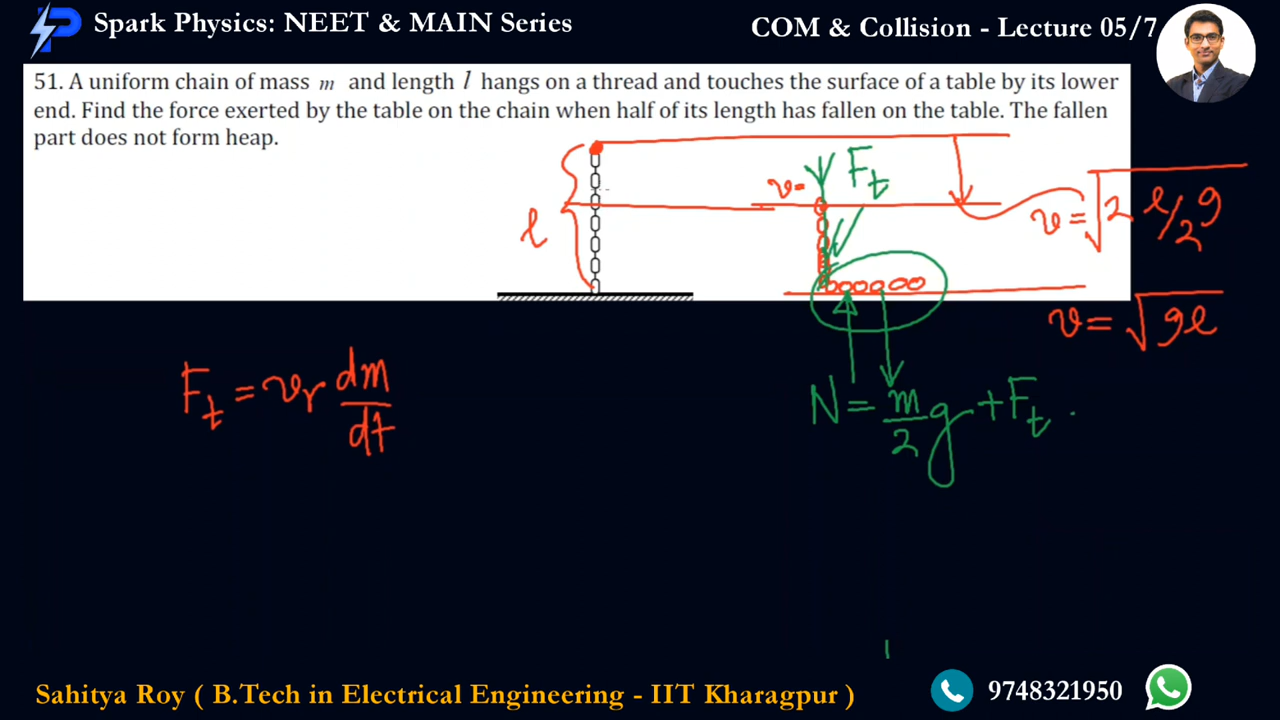 Spark Physics: NEET & MAIN Series
COM & Collision - Lecture 05/7
51. A uniform chain of mass m and length l hangs on a thread and touches the surface of a table by its lower
end. Find the force exerted by the table on the chain when half of its length has fallen on the table. The fallen
part does not form heap.
l
v=
F_t
v = √(2 l/2 g)
v = √(gl)
F_t = v_r dm/dt
N = m/2 g + F_t .
Sahitya Roy ( B.Tech in Electrical Engineering - IIT Kharagpur )
9748321950